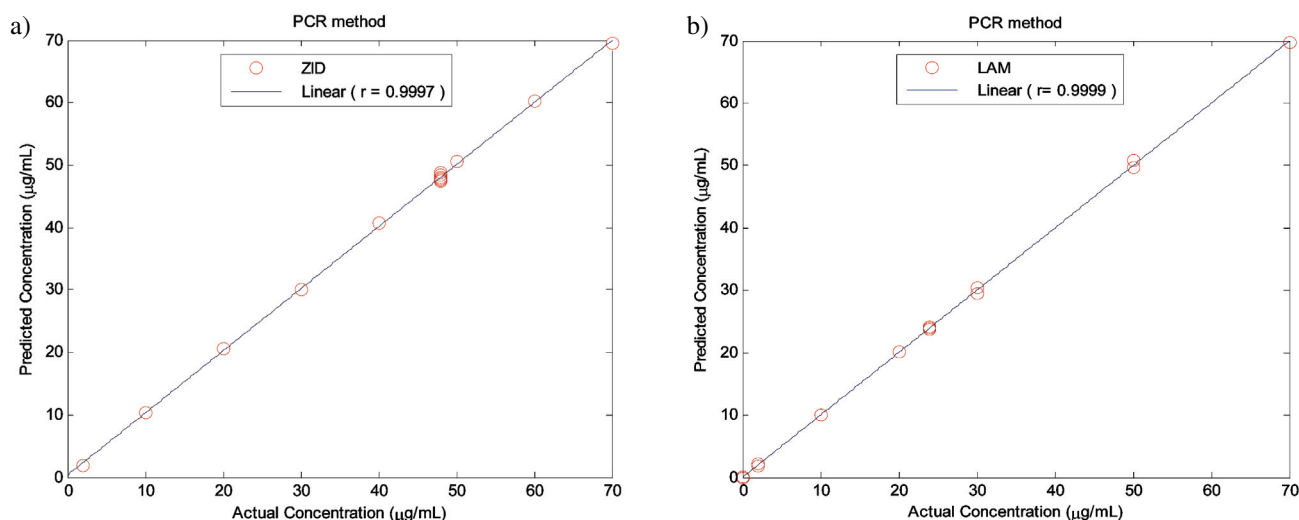 a)
PCR method
ZID
Linear ( r = 0.9997 )
Predicted Concentration (µg/mL)
70
60
50
40
30
20
10
0
0 10 20 30 40 50 60 70
Actual Concentration (µg/mL)
b)
PCR method
LAM
Linear ( r= 0.9999 )
Predicted Concentration (µg/mL)
70
60
50
40
30
20
10
0
0 10 20 30 40 50 60 70
Actual Concentration (µg/mL)